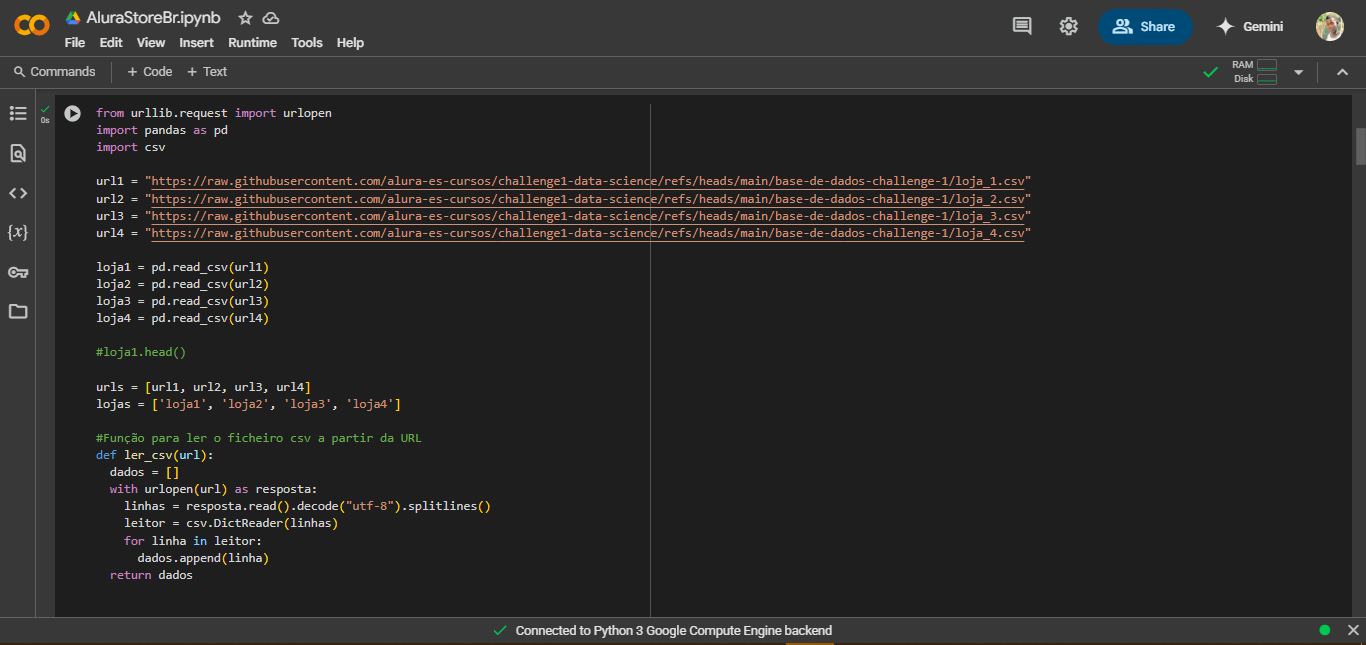 AluraStoreBr.ipynb
File Edit View Insert Runtime Tools Help
Share
Gemini
Commands + Code + Text
RAM
Disk
0s
from urllib.request import urlopen
import pandas as pd
import csv
url1 = "https://raw.githubusercontent.com/alura-es-cursos/challenge1-data-science/refs/heads/main/base-de-dados-challenge-1/loja_1.csv"
url2 = "https://raw.githubusercontent.com/alura-es-cursos/challenge1-data-science/refs/heads/main/base-de-dados-challenge-1/loja_2.csv"
url3 = "https://raw.githubusercontent.com/alura-es-cursos/challenge1-data-science/refs/heads/main/base-de-dados-challenge-1/loja_3.csv"
url4 = "https://raw.githubusercontent.com/alura-es-cursos/challenge1-data-science/refs/heads/main/base-de-dados-challenge-1/loja_4.csv"
loja1 = pd.read_csv(url1)
loja2 = pd.read_csv(url2)
loja3 = pd.read_csv(url3)
loja4 = pd.read_csv(url4)
#loja1.head()
urls = [url1, url2, url3, url4]
lojas = ['loja1', 'loja2', 'loja3', 'loja4']
#Função para ler o ficheiro csv a partir da URL
def ler_csv(url):
  dados = []
  with urlopen(url) as resposta:
    linhas = resposta.read().decode("utf-8").splitlines()
    leitor = csv.DictReader(linhas)
    for linha in leitor:
      dados.append(linha)
  return dados
Connected to Python 3 Google Compute Engine backend